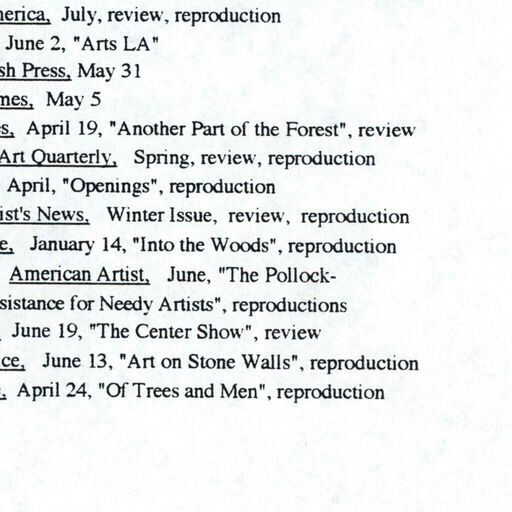 nerica, July, review, reproduction
June 2, "Arts LA"
sh Press, May 31
mes, May 5
s, April 19, "Another Part of the Forest", review
Art Quarterly, Spring, review, reproduction
April, "Openings", reproduction
ist's News, Winter Issue, review, reproduction
e, January 14, "Into the Woods", reproduction
American Artist, June, "The Pollock-
sistance for Needy Artists", reproductions
June 19, "The Center Show", review
ce, June 13, "Art on Stone Walls", reproduction
, April 24, "Of Trees and Men", reproduction